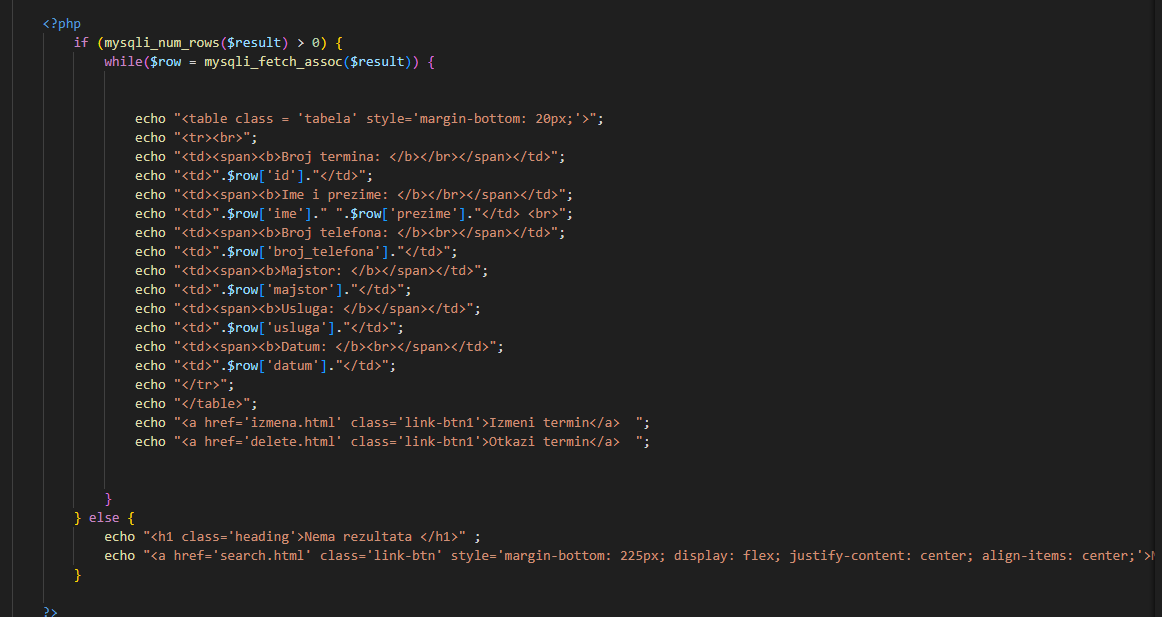 <?php
if (mysqli_num_rows($result) > 0) {
while($row = mysqli_fetch_assoc($result)) {
echo "<table class = 'tabela' style='margin-bottom: 20px;'>";
echo "<tr><br>";
echo "<td><span><b>Broj termina: </b></br></span></td>";
echo "<td>".$row['id']."</td>";
echo "<td><span><b>Ime i prezime: </b></br></span></td>";
echo "<td>".$row['ime']." ".$row['prezime']."</td> <br>";
echo "<td><span><b>Broj telefona: </b><br></span></td>";
echo "<td>".$row['broj_telefona']."</td>";
echo "<td><span><b>Majstor: </b></span></td>";
echo "<td>".$row['majstor']."</td>";
echo "<td><span><b>Usluga: </b></span></td>";
echo "<td>".$row['usluga']."</td>";
echo "<td><span><b>Datum: </b><br></span></td>";
echo "<td>".$row['datum']."</td>";
echo "</tr>";
echo "</table>";
echo "<a href='izmena.html' class='link-btn1'>Izmeni termin</a>  ";
echo "<a href='delete.html' class='link-btn1'>Otkazi termin</a>  ";
}
} else {
echo "<h1 class='heading'>Nema rezultata </h1>" ;
echo "<a href='search.html' class='link-btn' style='margin-bottom: 225px; display: flex; justify-content: center; align-items: center;'>
}
?>